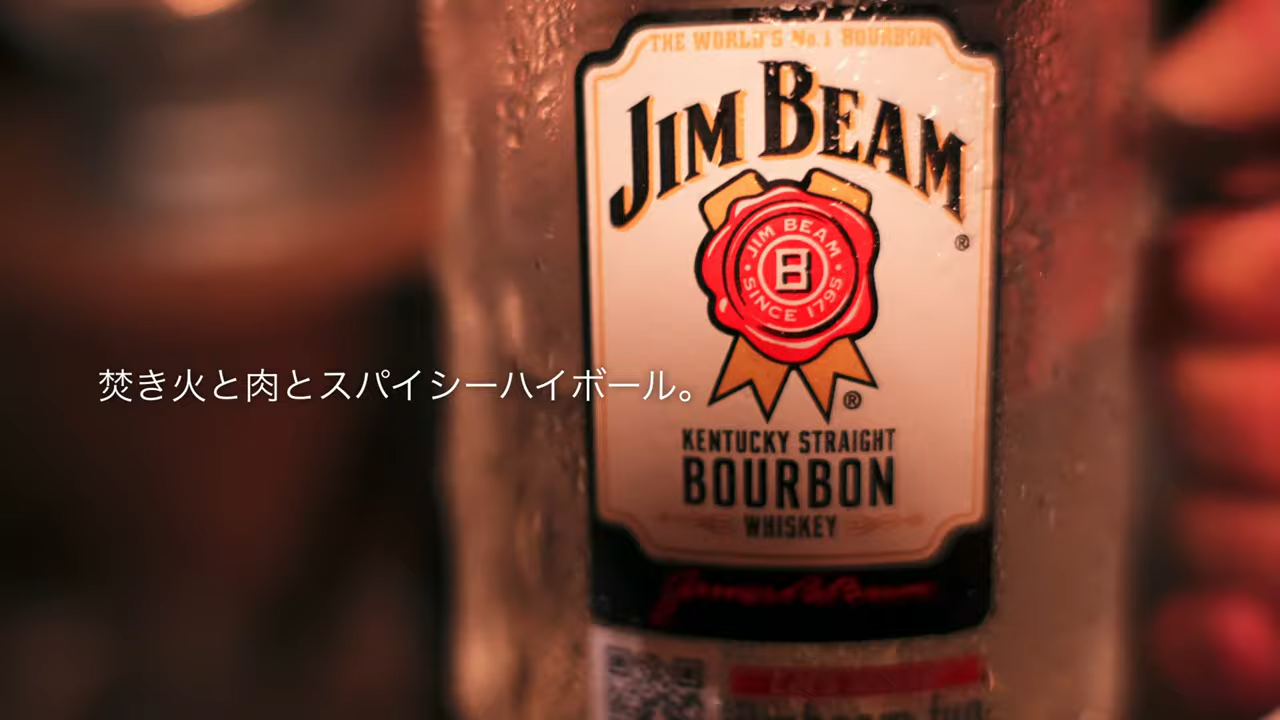 THE WORLD'S No.1 BOURBON
JIM BEAM
®
JIM BEAM
B
SINCE 1795
®
焚き火と肉とスパイシーハイボール。
KENTUCKY STRAIGHT
BOURBON
WHISKEY